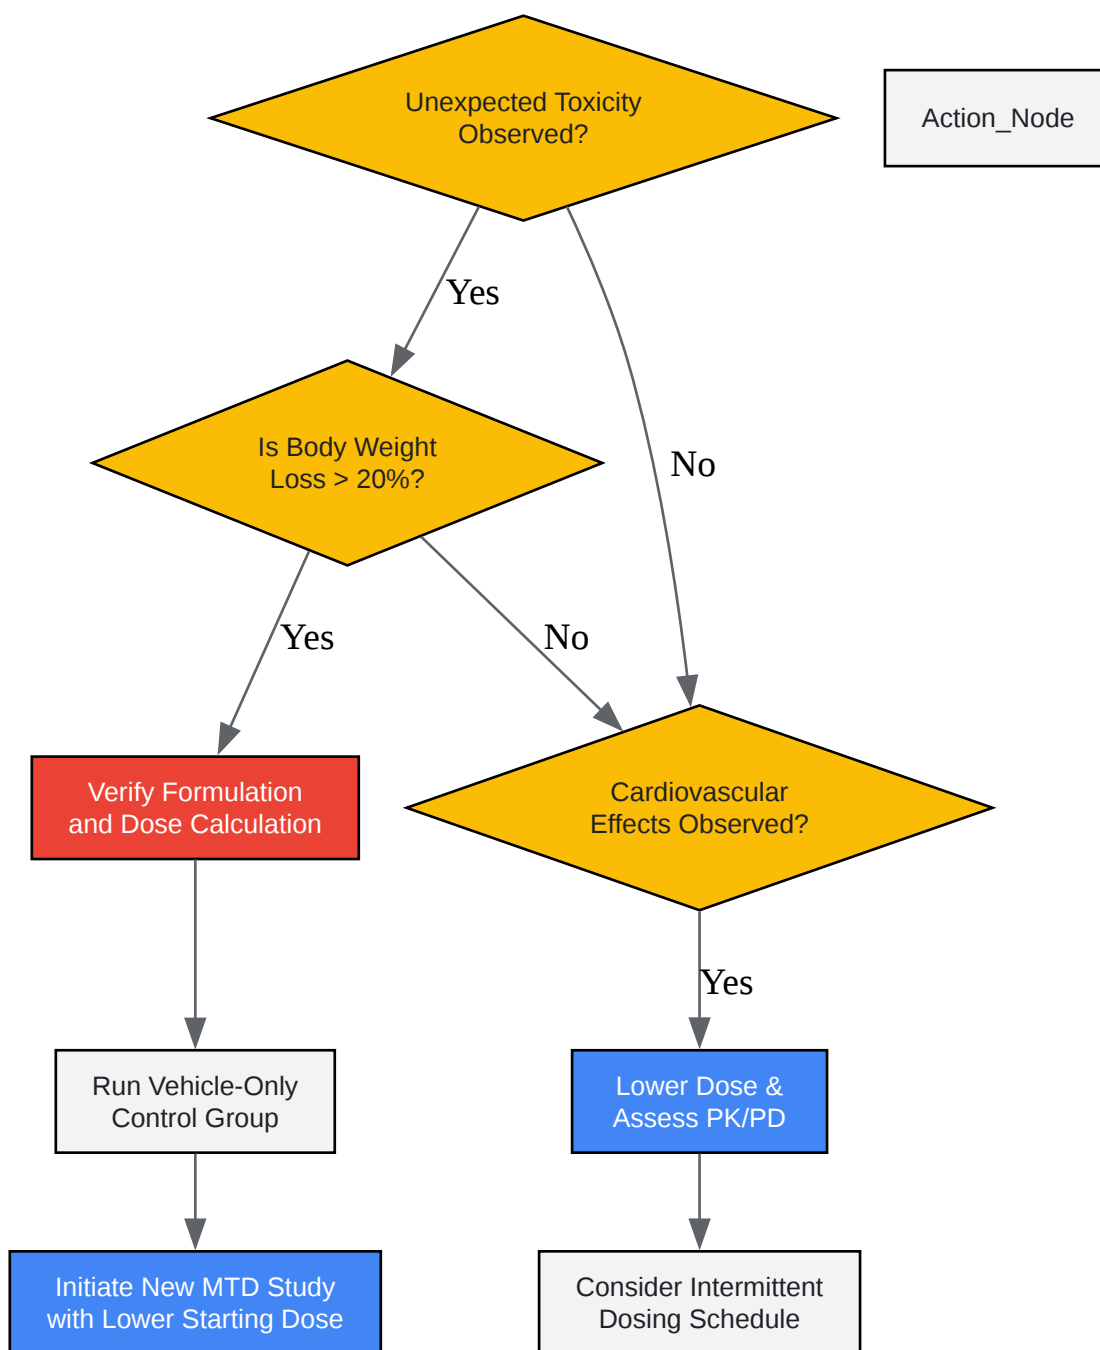 Unexpected Toxicity
Observed?
Action_Node
Yes
Is Body Weight
Loss > 20%?
No
Yes
No
Verify Formulation
and Dose Calculation
Cardiovascular
Effects Observed?
Yes
Run Vehicle-Only
Control Group
Lower Dose &
Assess PK/PD
Initiate New MTD Study
with Lower Starting Dose
Consider Intermittent
Dosing Schedule